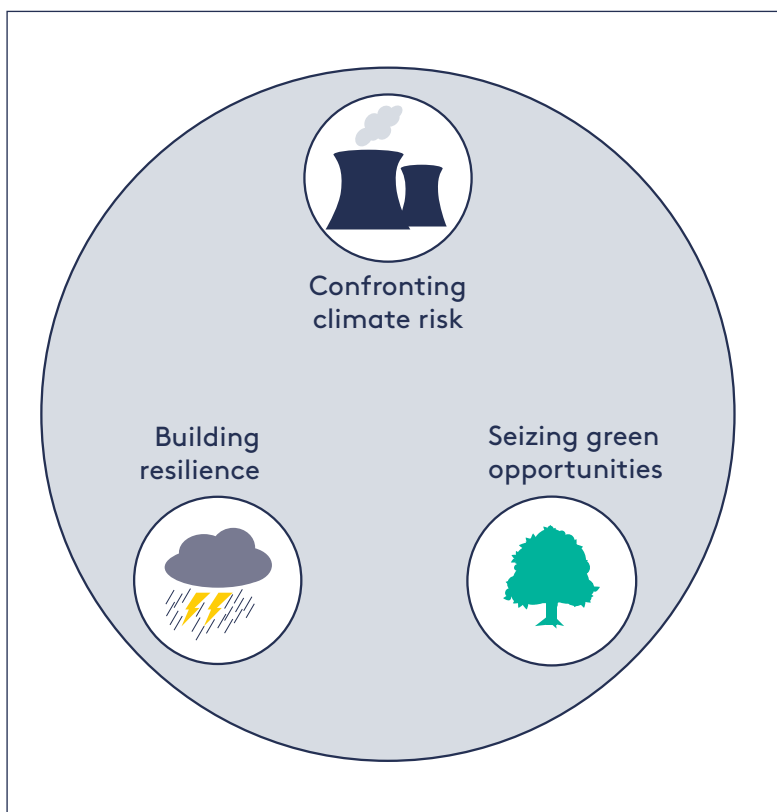 Confronting
climate risk
Building
resilience
Seizing green
opportunities